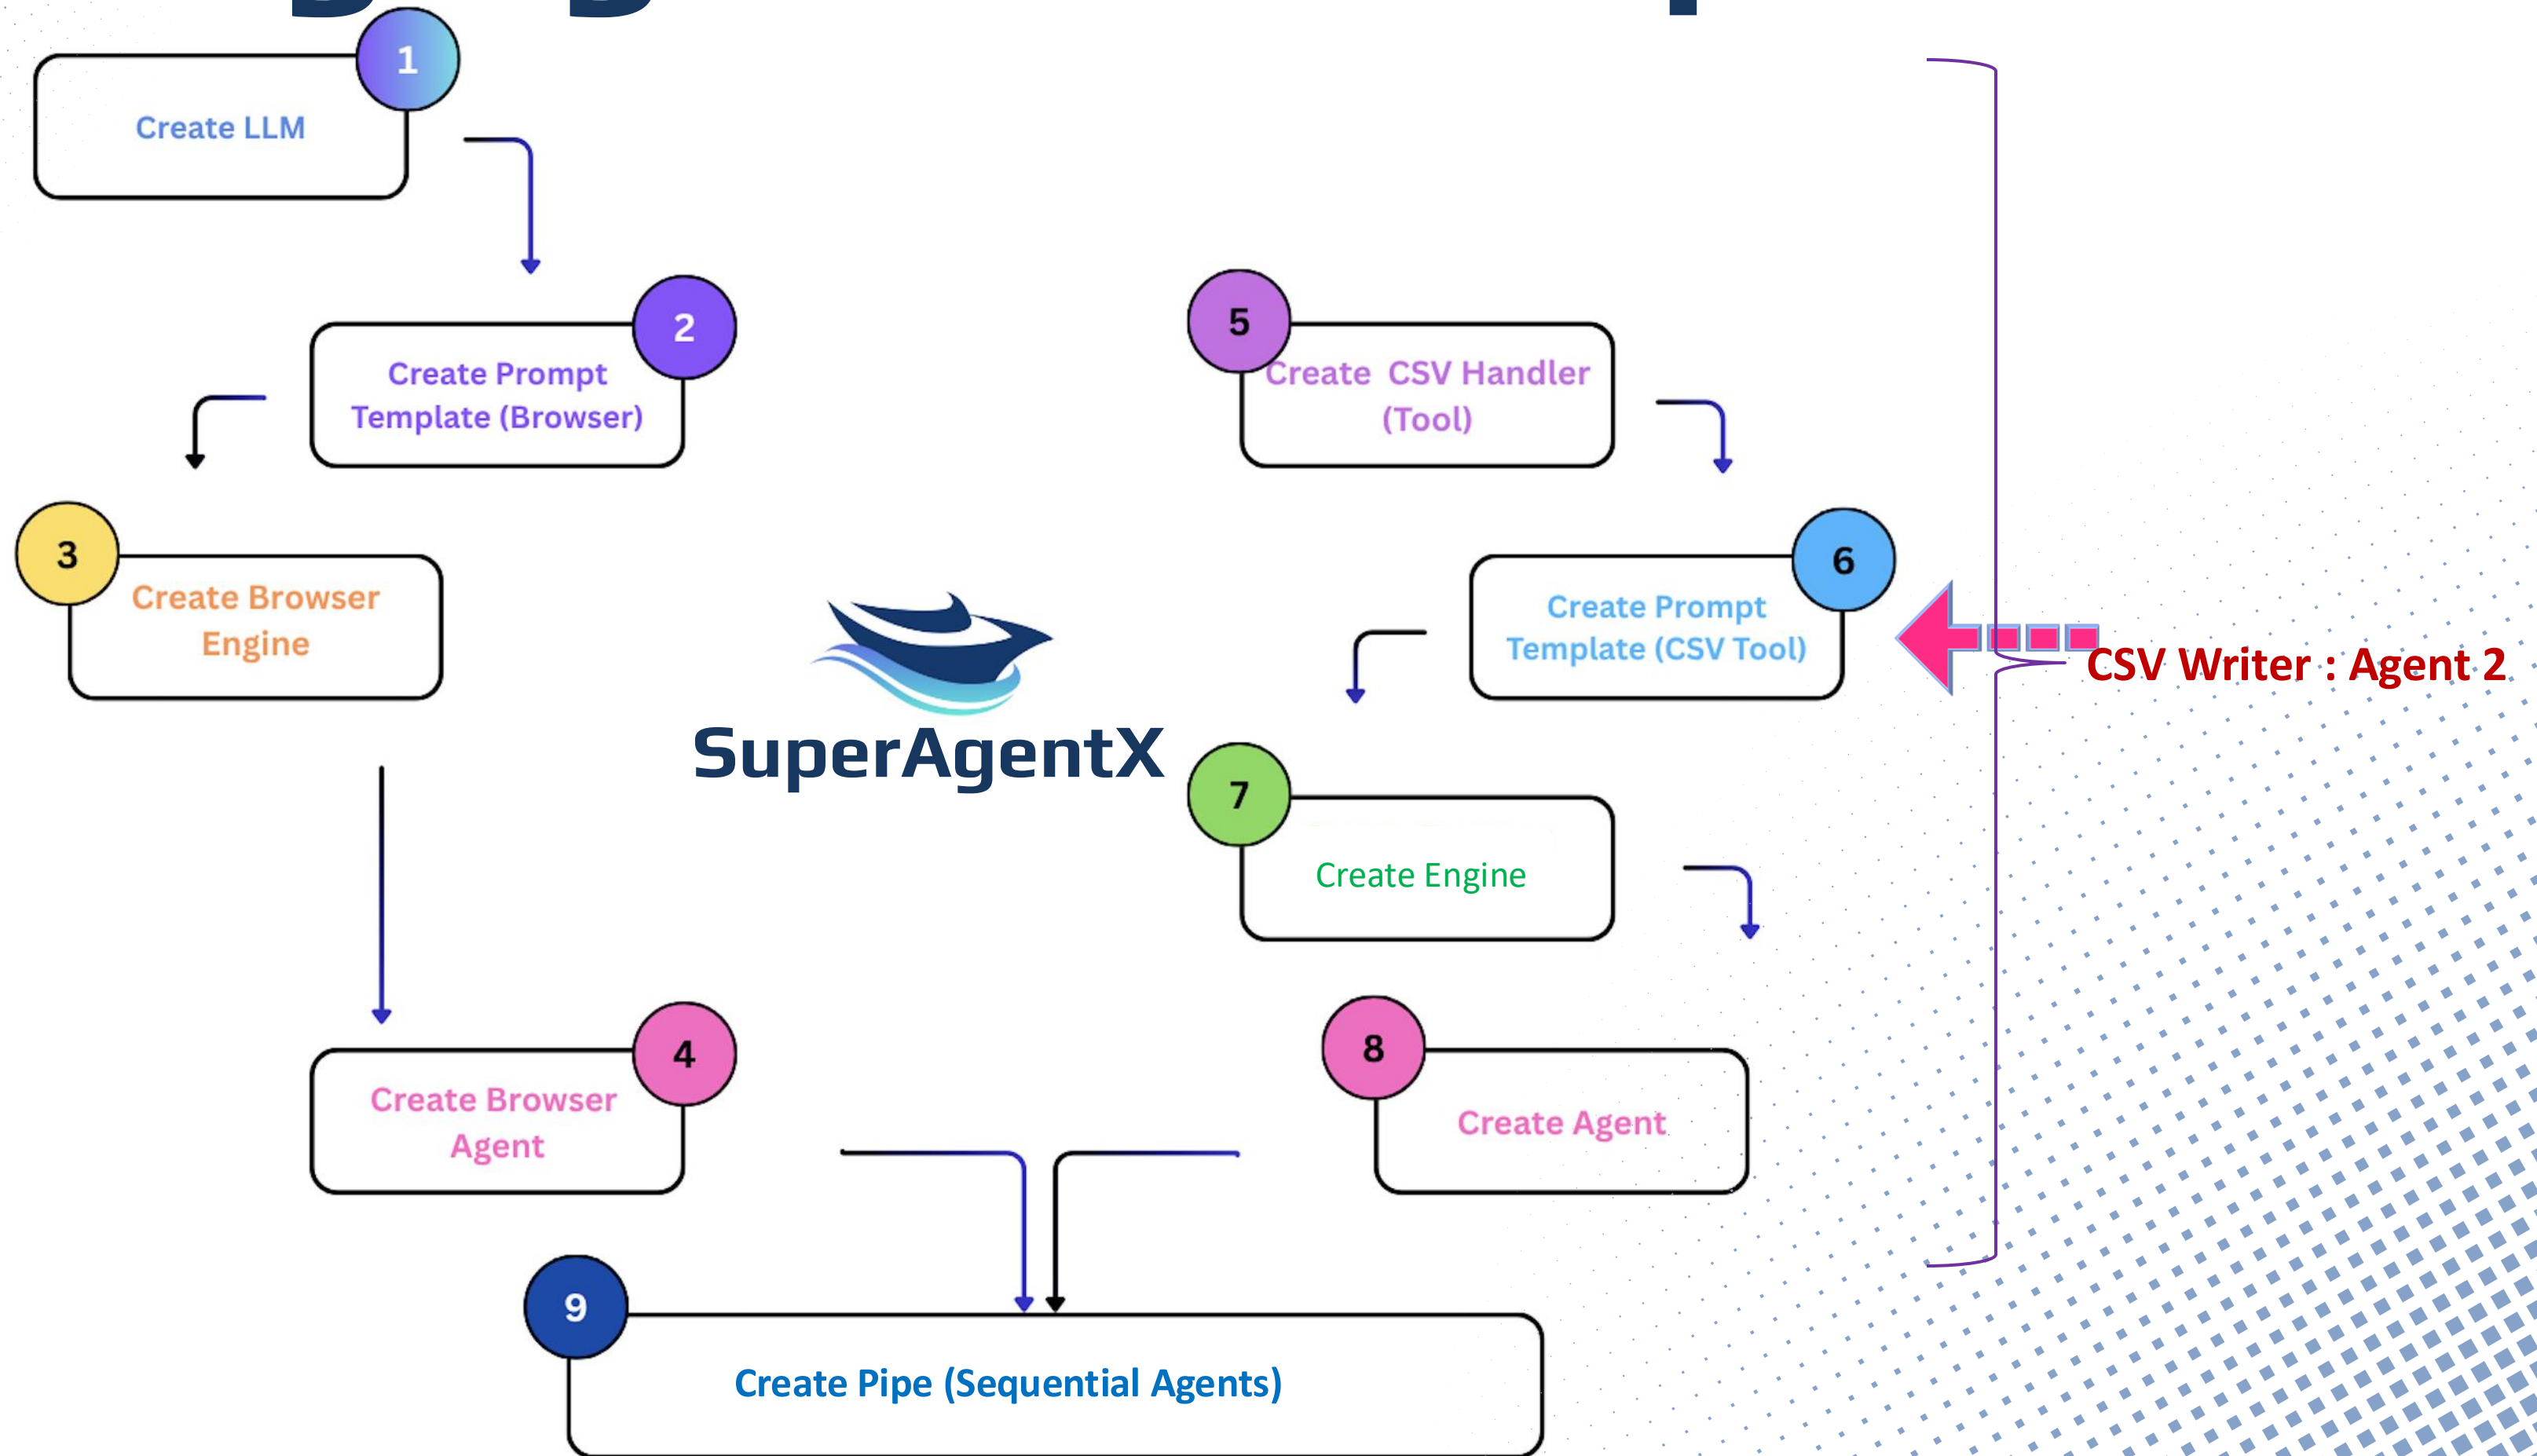 1
Create LLM
2
Create Prompt
Template (Browser)
3
Create Browser
Engine
4
Create Browser
Agent
SuperAgentX
5
Create CSV Handler
(Tool)
6
Create Prompt
Template (CSV Tool)
7
Create Engine
8
Create Agent
CSV Writer : Agent 2
9
Create Pipe (Sequential Agents)